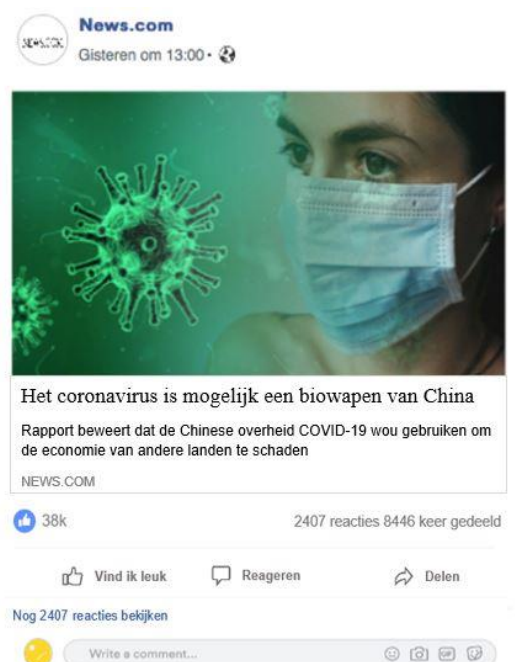 News.com
Gisteren om 13:00 ·
Het coronavirus is mogelijk een biowapen van China
Rapport beweert dat de Chinese overheid COVID-19 wou gebruiken om
de economie van andere landen te schaden
NEWS.COM
38k
2407 reacties 8446 keer gedeeld
Vind ik leuk
Reageren
Delen
Nog 2407 reacties bekijken
Write a comment...
GIF